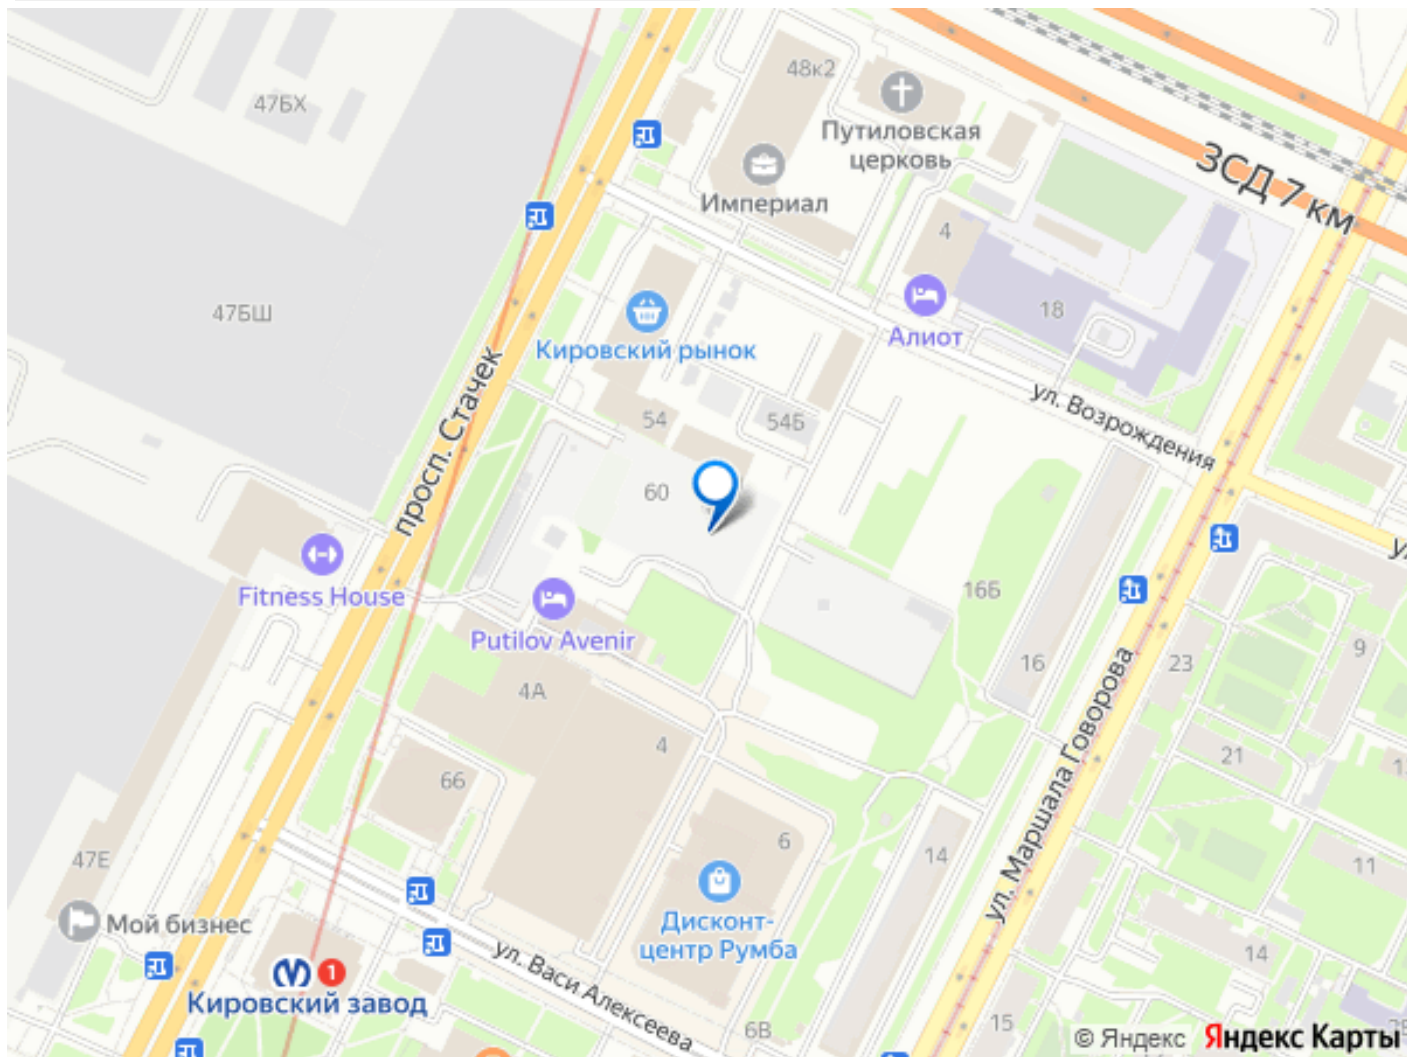 47БХ
48к2
Путиловская
церковь
Империал
ЗСД 7 км
4
47БШ
18
Алиот
Кировский рынок
просп. Стачек
ул. Возрождения
54
54Б
60
Fitness House
Putilov Avenir
16Б
16
23
9
4А
4
ул. Маршала Говорова
21
66
6
14
47Е
11
Мой бизнес
Дисконт-
центр Румба
14
ул. Васи Алексеева
1
Кировский завод
6В
15
© Яндекс Яндекс Карты